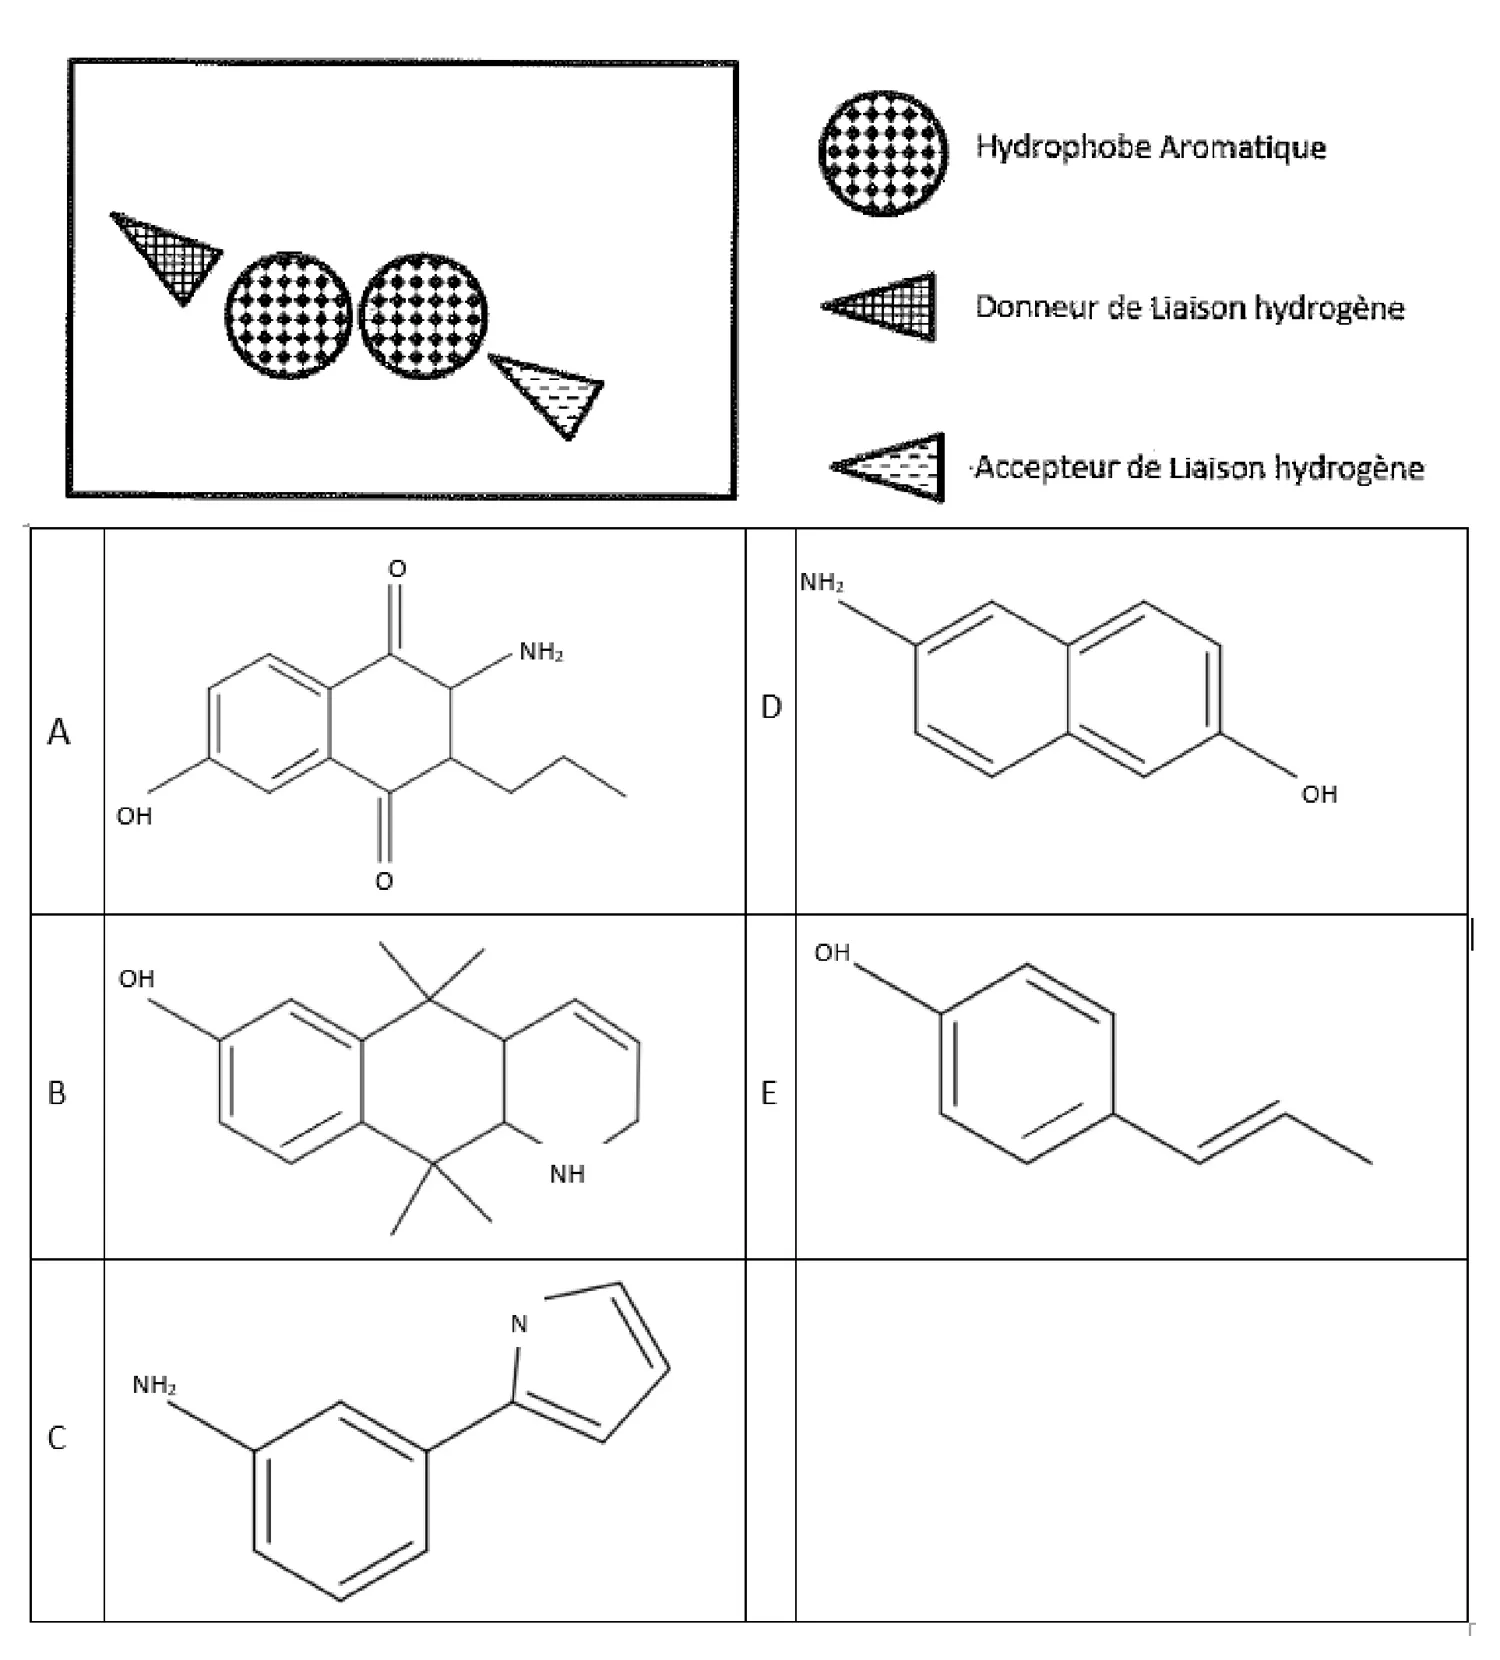 Hydrophobe Aromatique
Donneur de Liaison hydrogène
Accepteur de Liaison hydrogène
A
O
NH₂
OH
O
D
NH₂
OH
B
OH
NH
E
OH
C
NH₂
N